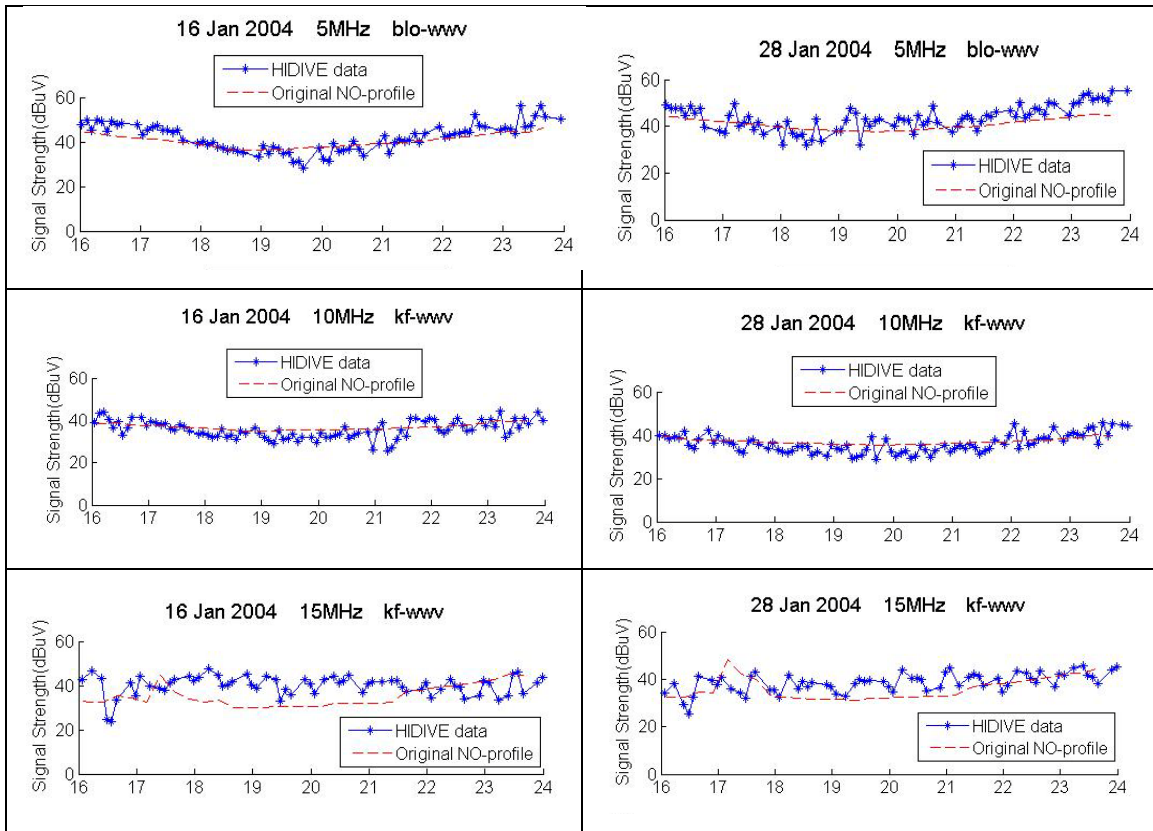 16 Jan 2004 5MHz blo-wwv
HIDIVE data
Original NO-profile
Signal Strength(dBuV)
60
40
20
0
16 17 18 19 20 21 22 23 24
28 Jan 2004 5MHz blo-wwv
HIDIVE data
Original NO-profile
Signal Strength(dBuV)
60
40
20
0
16 17 18 19 20 21 22 23 24
16 Jan 2004 10MHz kf-wwv
HIDIVE data
Original NO-profile
Signal Strength(dBuV)
60
40
20
0
16 17 18 19 20 21 22 23 24
28 Jan 2004 10MHz kf-wwv
HIDIVE data
Original NO-profile
Signal Strength(dBuV)
60
40
20
0
16 17 18 19 20 21 22 23 24
16 Jan 2004 15MHz kf-wwv
HIDIVE data
Original NO-profile
Signal Strength(dBuV)
60
40
20
0
16 17 18 19 20 21 22 23 24
28 Jan 2004 15MHz kf-wwv
HIDIVE data
Original NO-profile
Signal Strength(dBuV)
60
40
20
0
16 17 18 19 20 21 22 23 24